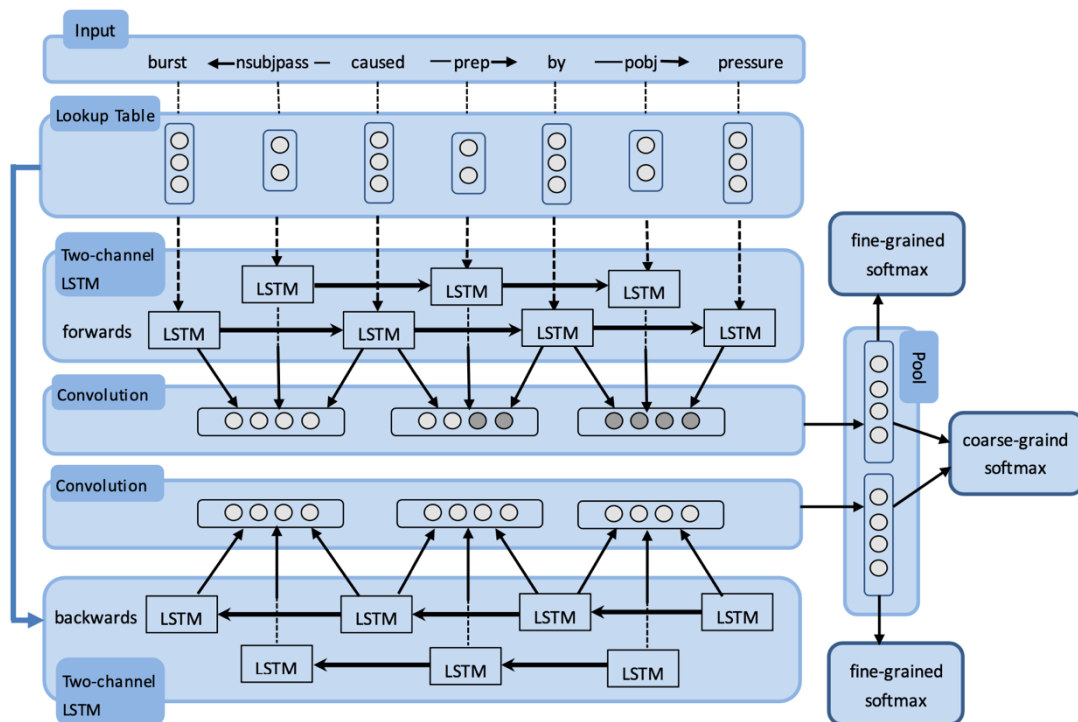 Input
burst nsubjpass caused prep by pobj pressure
Lookup Table
Two-channel
LSTM
LSTM LSTM LSTM
forwards
LSTM LSTM LSTM LSTM
Convolution
Convolution
backwards
LSTM LSTM LSTM LSTM
LSTM LSTM LSTM
Two-channel
LSTM
fine-grained
softmax
Pool
coarse-graind
softmax
fine-grained
softmax